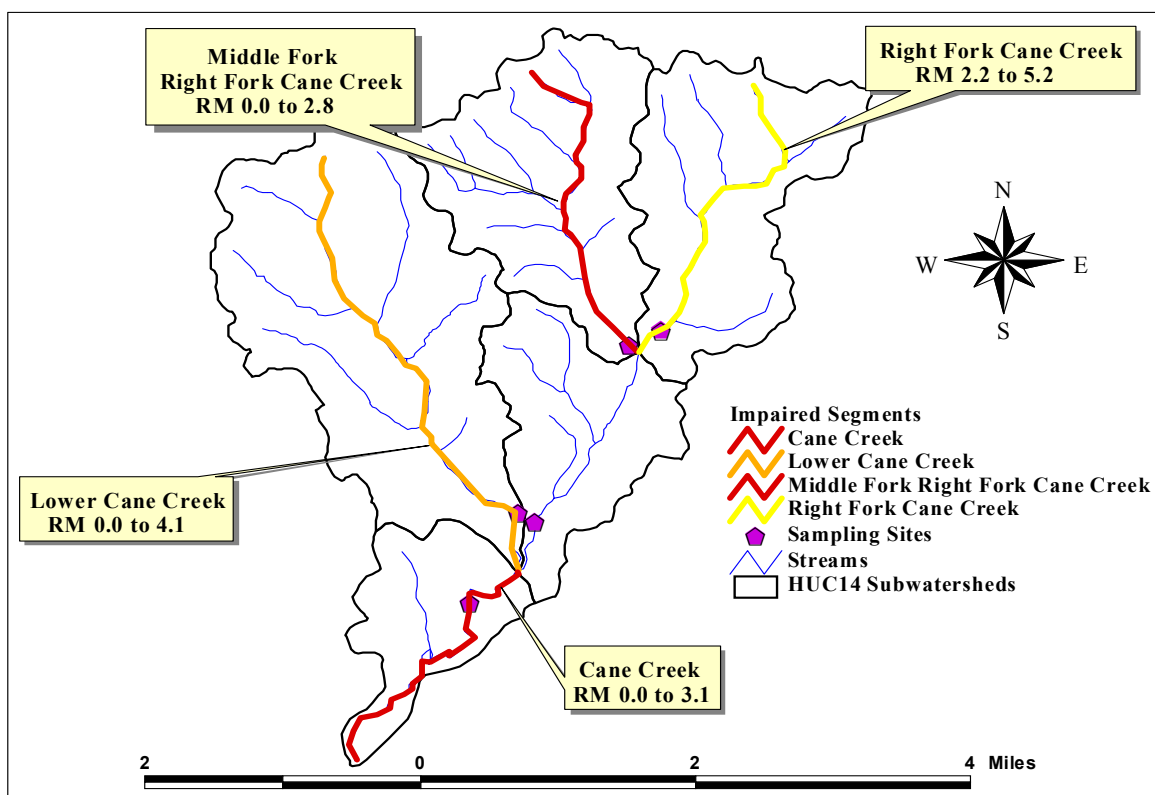 Middle Fork
Right Fork Cane Creek
RM 0.0 to 2.8
Right Fork Cane Creek
RM 2.2 to 5.2
N
W
E
S
Lower Cane Creek
RM 0.0 to 4.1
Impaired Segments
Cane Creek
Lower Cane Creek
Middle Fork Right Fork Cane Creek
Right Fork Cane Creek
Sampling Sites
Streams
HUC14 Subwatersheds
Cane Creek
RM 0.0 to 3.1
2 0 2 4 Miles